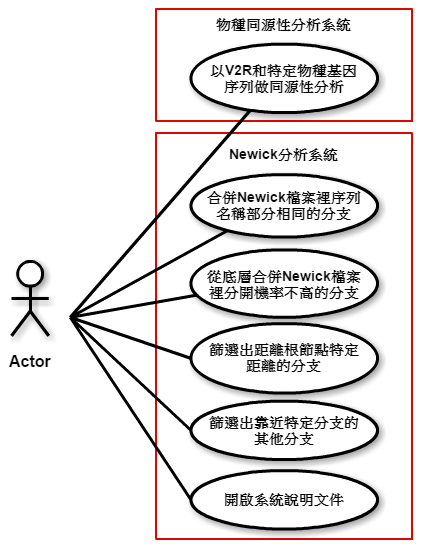 物種同源性分析系統
以V2R和特定物種基因
序列做同源性分析
Newick分析系統
合併Newick檔案裡序列
名稱部分相同的分支
從底層合併Newick檔案
裡分開機率不高的分支
篩選出距離根節點特定
距離的分支
篩選出靠近特定分支的
其他分支
開啟系統說明文件
Actor